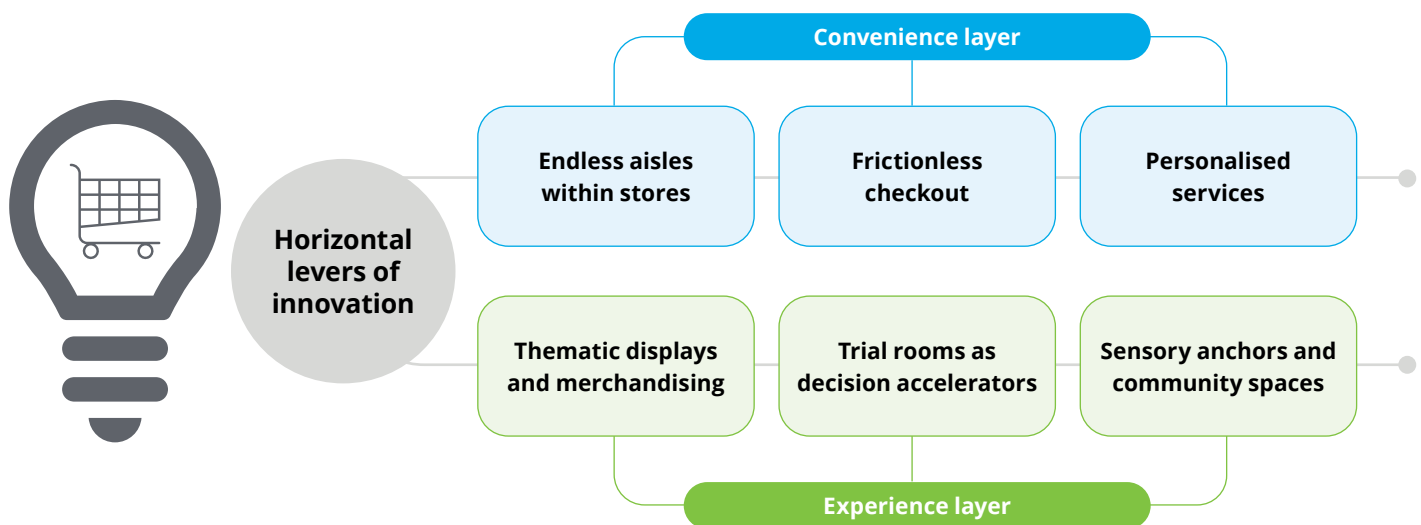 Convenience layer
Endless aisles
within stores
Frictionless
checkout
Personalised
services
Horizontal
levers of
innovation
Thematic displays
and merchandising
Trial rooms as
decision accelerators
Sensory anchors and
community spaces
Experience layer